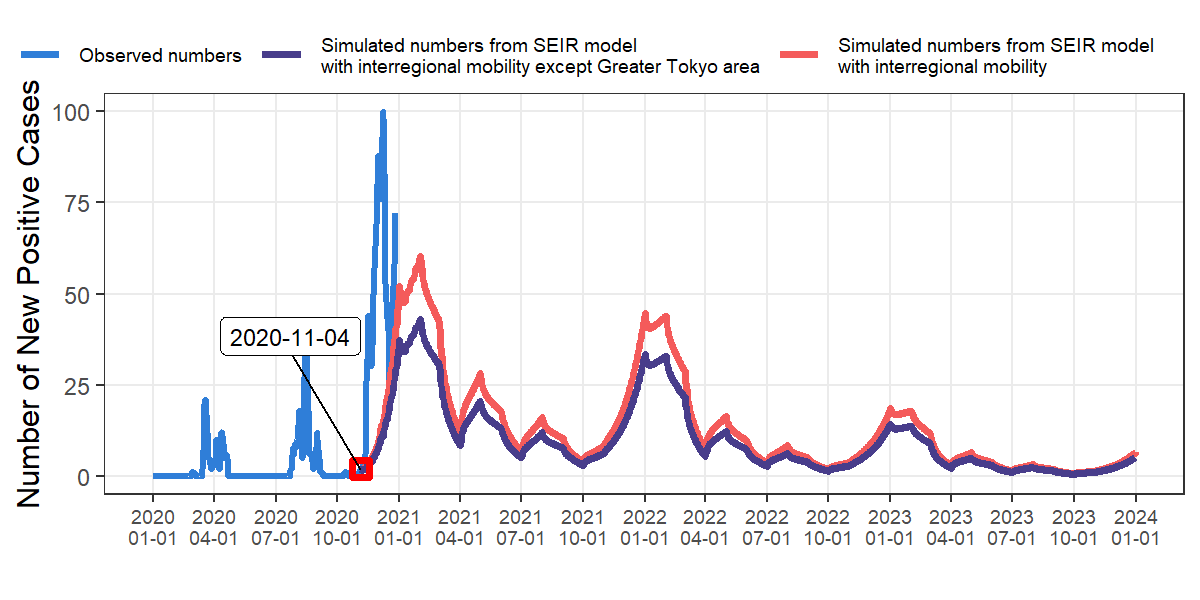 Observed numbers
Simulated numbers from SEIR model
with interregional mobility except Greater Tokyo area
Simulated numbers from SEIR model
with interregional mobility
Number of New Positive Cases
100
75
50
25
0
2020-11-04
2020 2020 2020 2020 2021 2021 2021 2021 2022 2022 2022 2022 2023 2023 2023 2023 2024
01-01 04-01 07-01 10-01 01-01 04-01 07-01 10-01 01-01 04-01 07-01 10-01 01-01 04-01 07-01 10-01 01-01